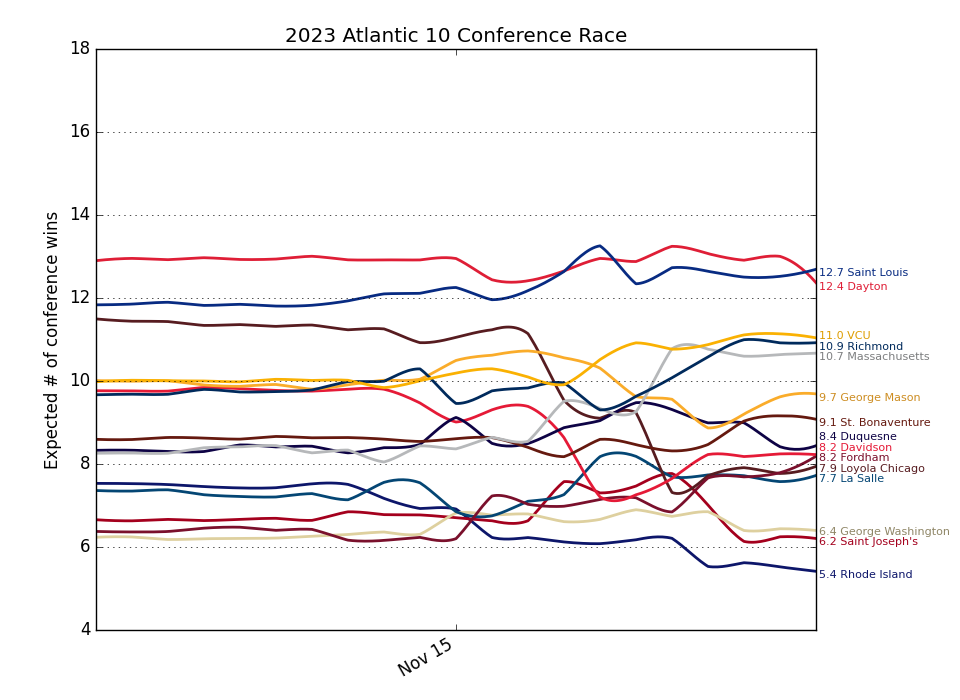 2023 Atlantic 10 Conference Race
Expected # of conference wins
18
16
14
12
10
8
6
4
Nov 15
12.7 Saint Louis
12.4 Dayton
11.0 VCU
10.9 Richmond
10.7 Massachusetts
9.7 George Mason
9.1 St. Bonaventure
8.4 Duquesne
8.2 Davidson
8.2 Fordham
7.9 Loyola Chicago
7.7 La Salle
6.4 George Washington
6.2 Saint Joseph's
5.4 Rhode Island